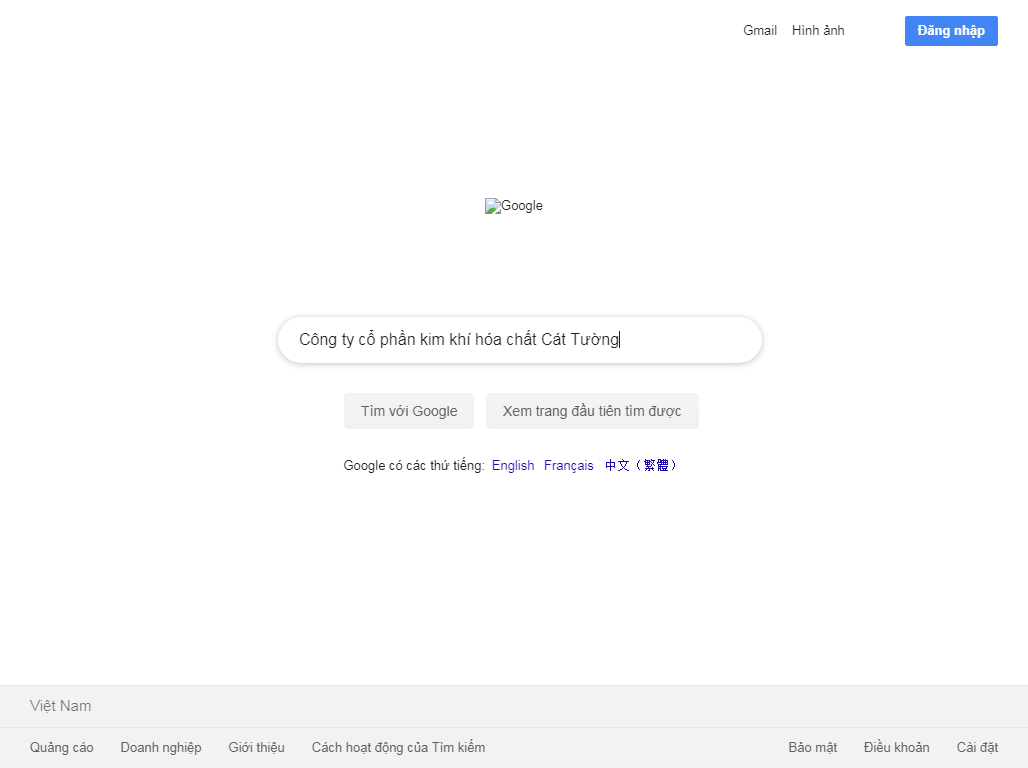 Gmail Hình ảnh Đăng nhập
Google
Công ty cổ phần kim khí hóa chất Cát Tường
Tìm với Google Xem trang đầu tiên tìm được
Google có các thứ tiếng: English Français 中文（繁體）
Việt Nam
Quảng cáo Doanh nghiệp Giới thiệu Cách hoạt động của Tìm kiếm Bảo mật Điều khoản Cài đặt